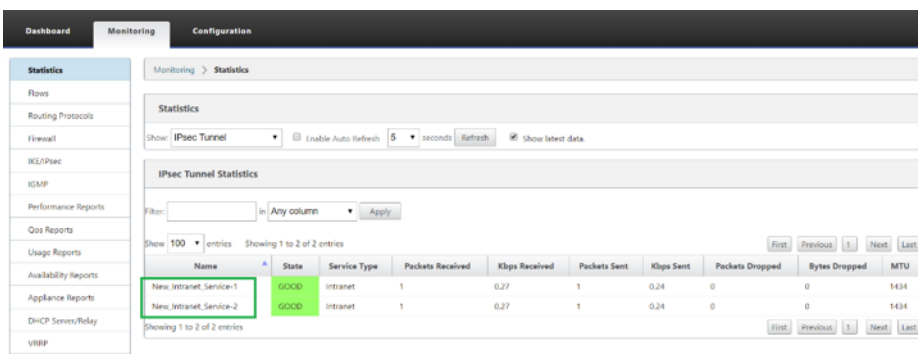 Dashboard Monitoring Configuration
Statistics
Flows
Routing Protocols
Firewall
IKE/IPsec
IGMP
Performance Reports
Qos Reports
Usage Reports
Availability Reports
Appliance Reports
DHCP Server/Relay
VRRP
Monitoring > Statistics
Statistics
Show: IPsec Tunnel Enable Auto Refresh 5 seconds Refresh Show latest data.
IPsec Tunnel Statistics
Filter: in Any column Apply
Show 100 entries Showing 1 to 2 of 2 entries First Previous 1 Next Last
Name State Service Type Packets Received Kbps Received Packets Sent Kbps Sent Packets Dropped Bytes Dropped MTU
New_Intranet_Service-1 GOOD Intranet 1 0.27 1 0.24 0 0 1434
New_Intranet_Service-2 GOOD Intranet 1 0.27 1 0.24 0 0 1434
Showing 1 to 2 of 2 entries First Previous 1 Next Last